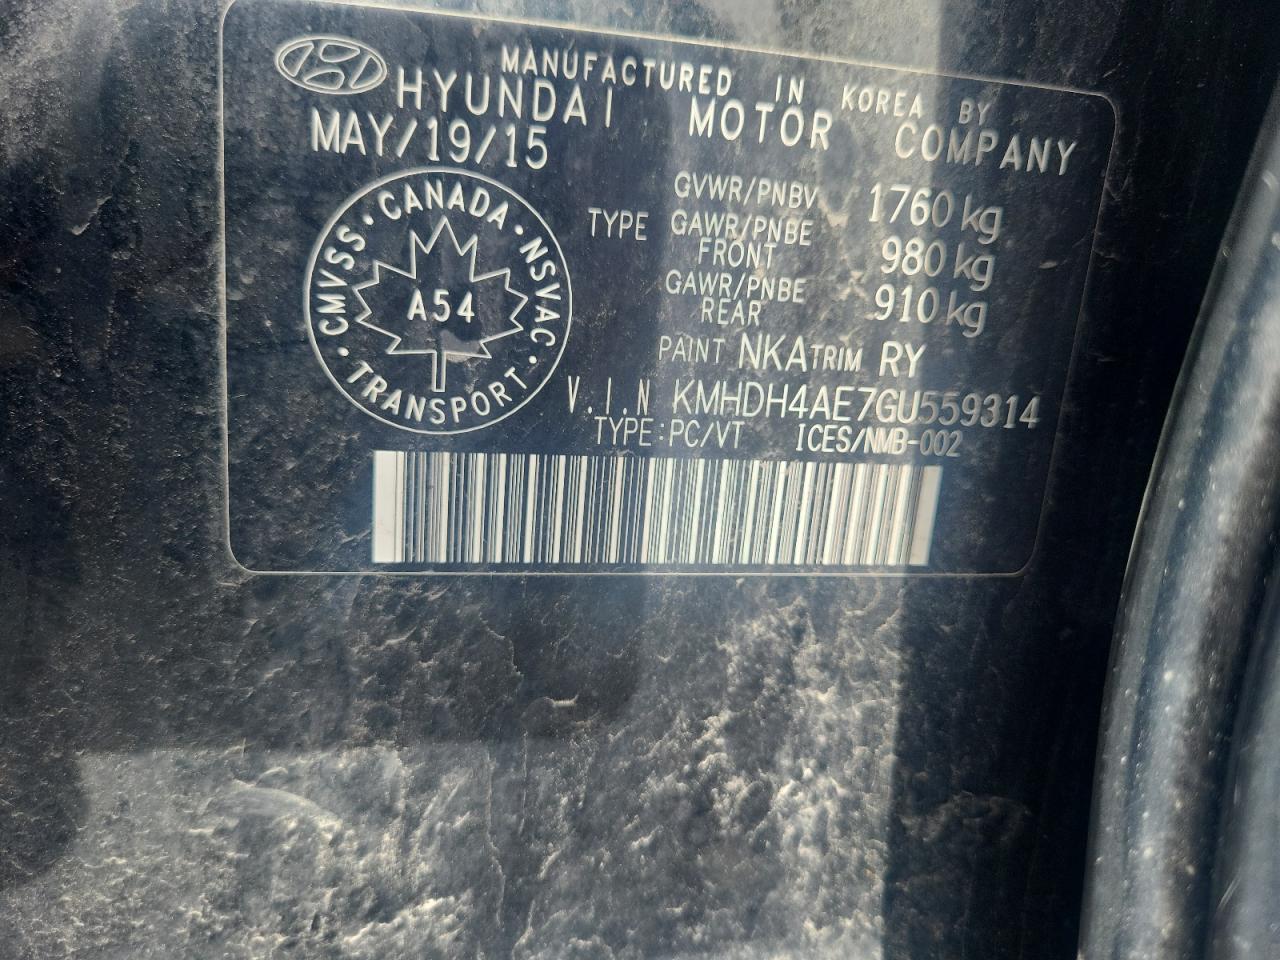 MANUFACTURED IN KOREA BY
HYUNDAI MOTOR COMPANY
MAY/19/15
GVWR/PNBV 1760 kg
TYPE GAWR/PNBE FRONT 980 kg
GAWR/PNBE REAR 910 kg
PAINT NKA TRIM RY
V.I.N KMHDH4AE7GU559314
TYPE:PC/VT ICES/NMB-002
CANADA · NSVAC · TRANSPORT · CMVSS ·
A54